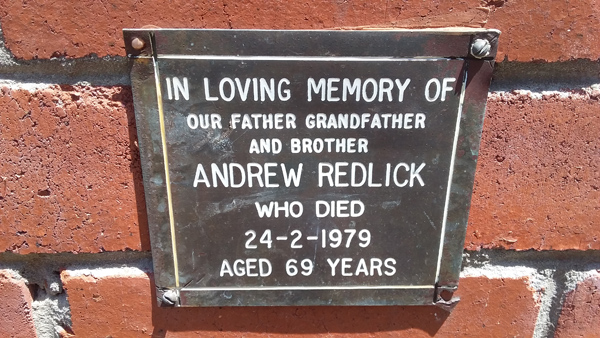 IN LOVING MEMORY OF
OUR FATHER GRANDFATHER
AND BROTHER
ANDREW REDLICK
WHO DIED
24-2-1979
AGED 69 YEARS